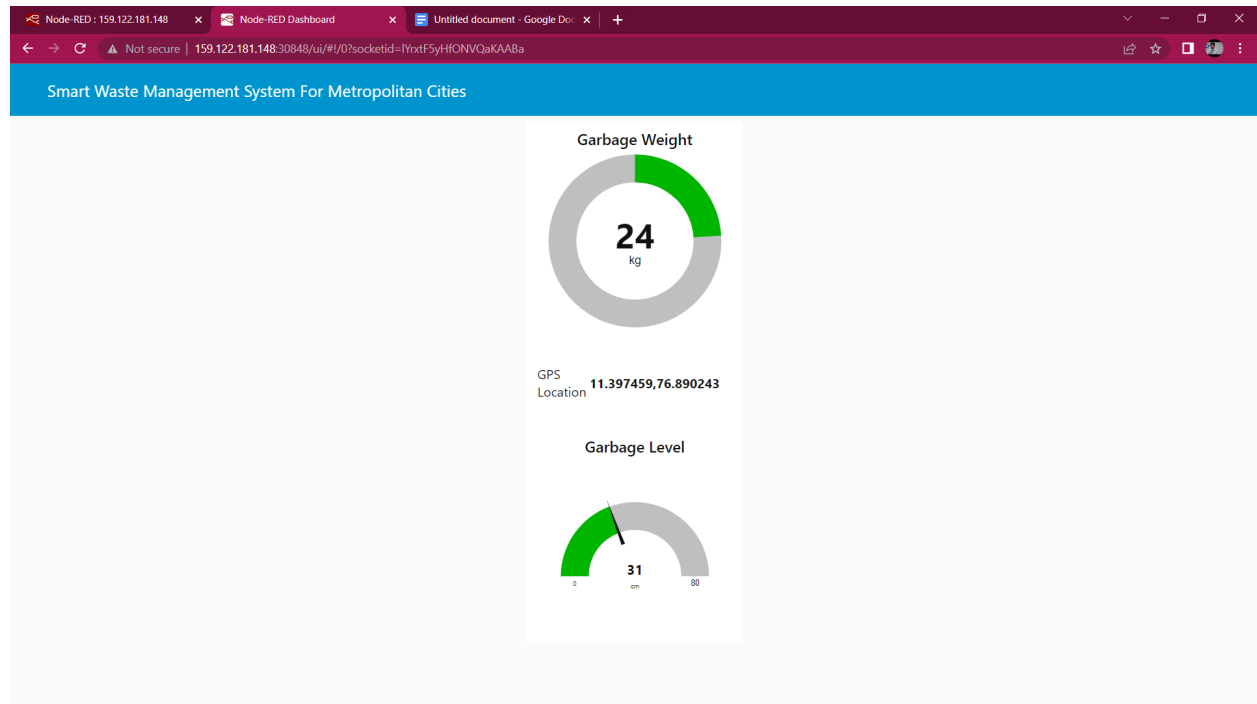 Node-RED : 159.122.181.148
Node-RED Dashboard
Untitled document - Google Doc
Not secure | 159.122.181.148:30848/ui/#!/0?socketid=lYrxtF5yHfONVQaKAABa
Smart Waste Management System For Metropolitan Cities
Garbage Weight
24
kg
GPS
Location
11.397459,76.890243
Garbage Level
31
0
cm
80